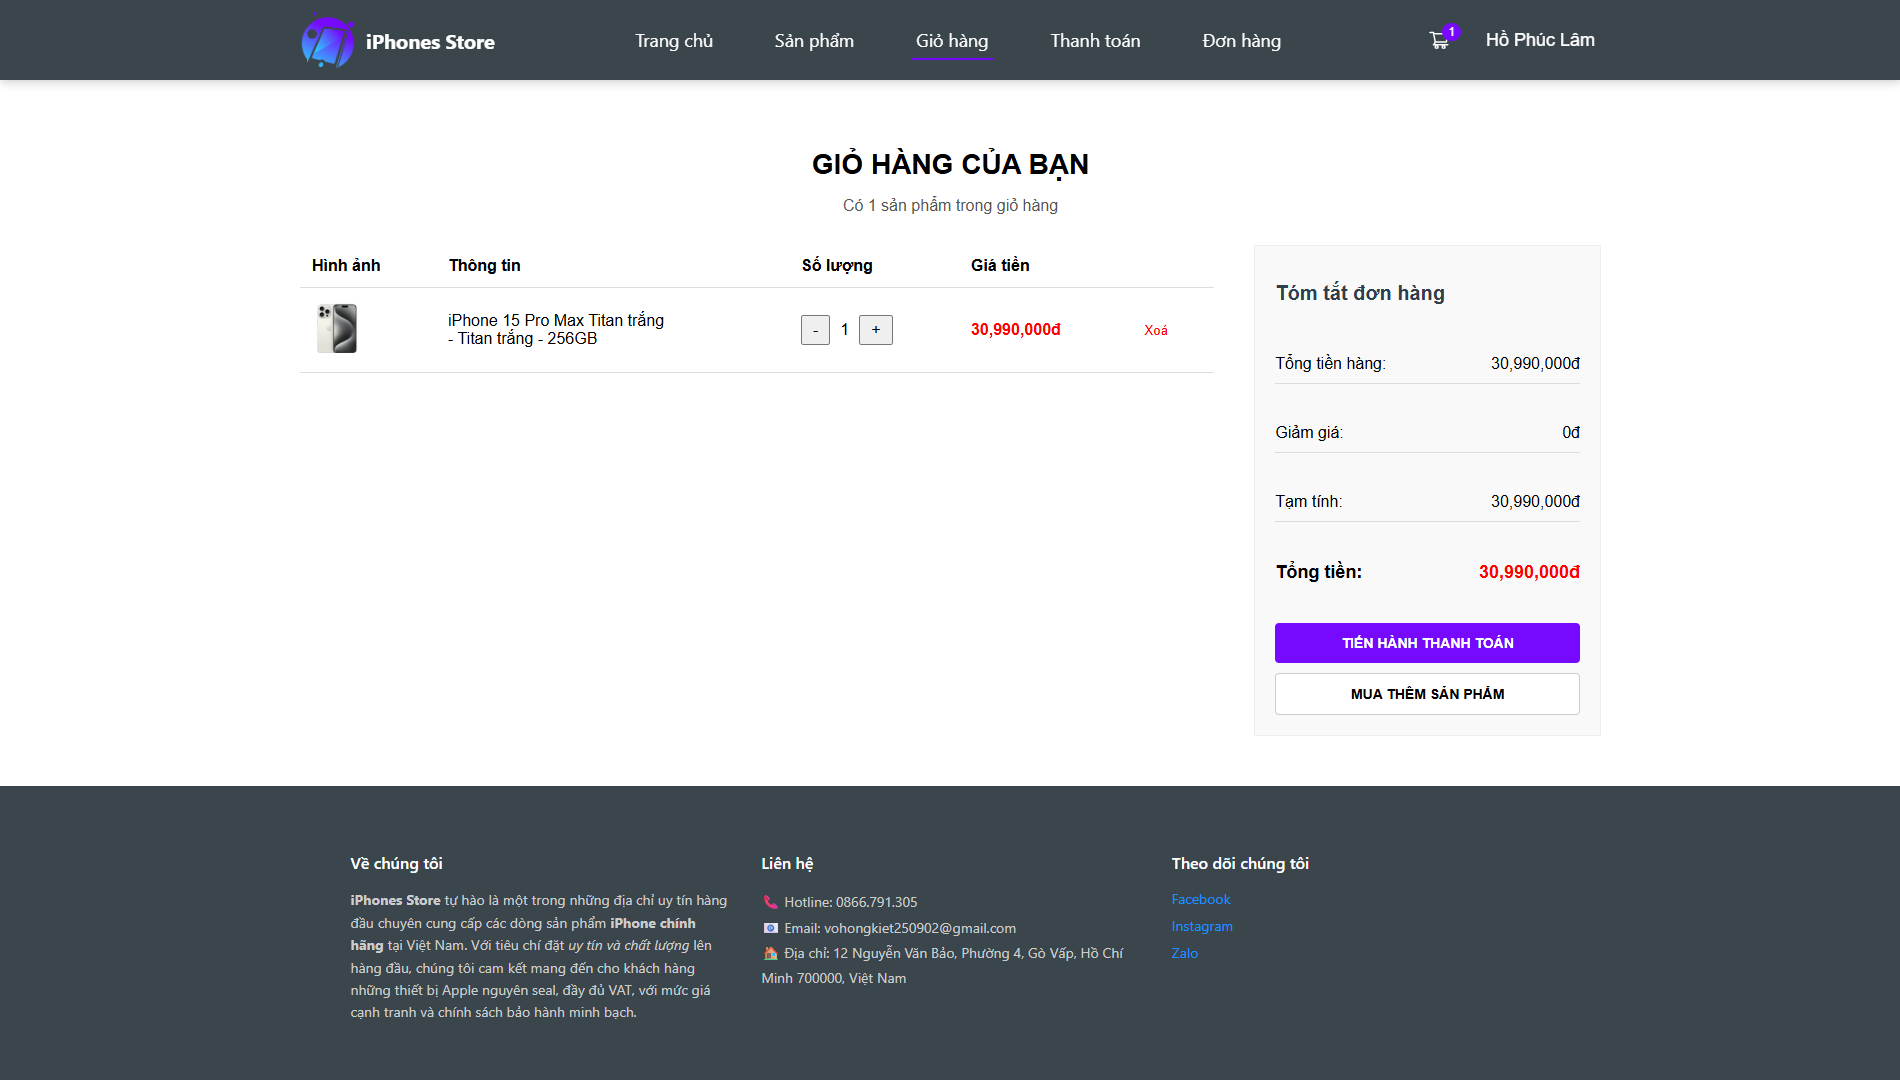 iPhones Store
Trang chủ
Sản phẩm
Giỏ hàng
Thanh toán
Đơn hàng
1
Hồ Phúc Lâm
GIỎ HÀNG CỦA BẠN
Có 1 sản phẩm trong giỏ hàng
Hình ảnh
Thông tin
Số lượng
Giá tiền
iPhone 15 Pro Max Titan trắng
- Titan trắng - 256GB
- 1 +
30,990,000đ
Xoá
Tóm tắt đơn hàng
Tổng tiền hàng: 30,990,000đ
Giảm giá: 0đ
Tạm tính: 30,990,000đ
Tổng tiền: 30,990,000đ
TIẾN HÀNH THANH TOÁN
MUA THÊM SẢN PHẨM
Về chúng tôi
iPhones Store tự hào là một trong những địa chỉ uy tín hàng
đầu chuyên cung cấp các dòng sản phẩm iPhone chính
hãng tại Việt Nam. Với tiêu chí đặt uy tín và chất lượng lên
hàng đầu, chúng tôi cam kết mang đến cho khách hàng
những thiết bị Apple nguyên seal, đầy đủ VAT, với mức giá
cạnh tranh và chính sách bảo hành minh bạch.
Liên hệ
Hotline: 0866.791.305
Email: vohongkiet250902@gmail.com
Địa chỉ: 12 Nguyễn Văn Bảo, Phường 4, Gò Vấp, Hồ Chí
Minh 700000, Việt Nam
Theo dõi chúng tôi
Facebook
Instagram
Zalo